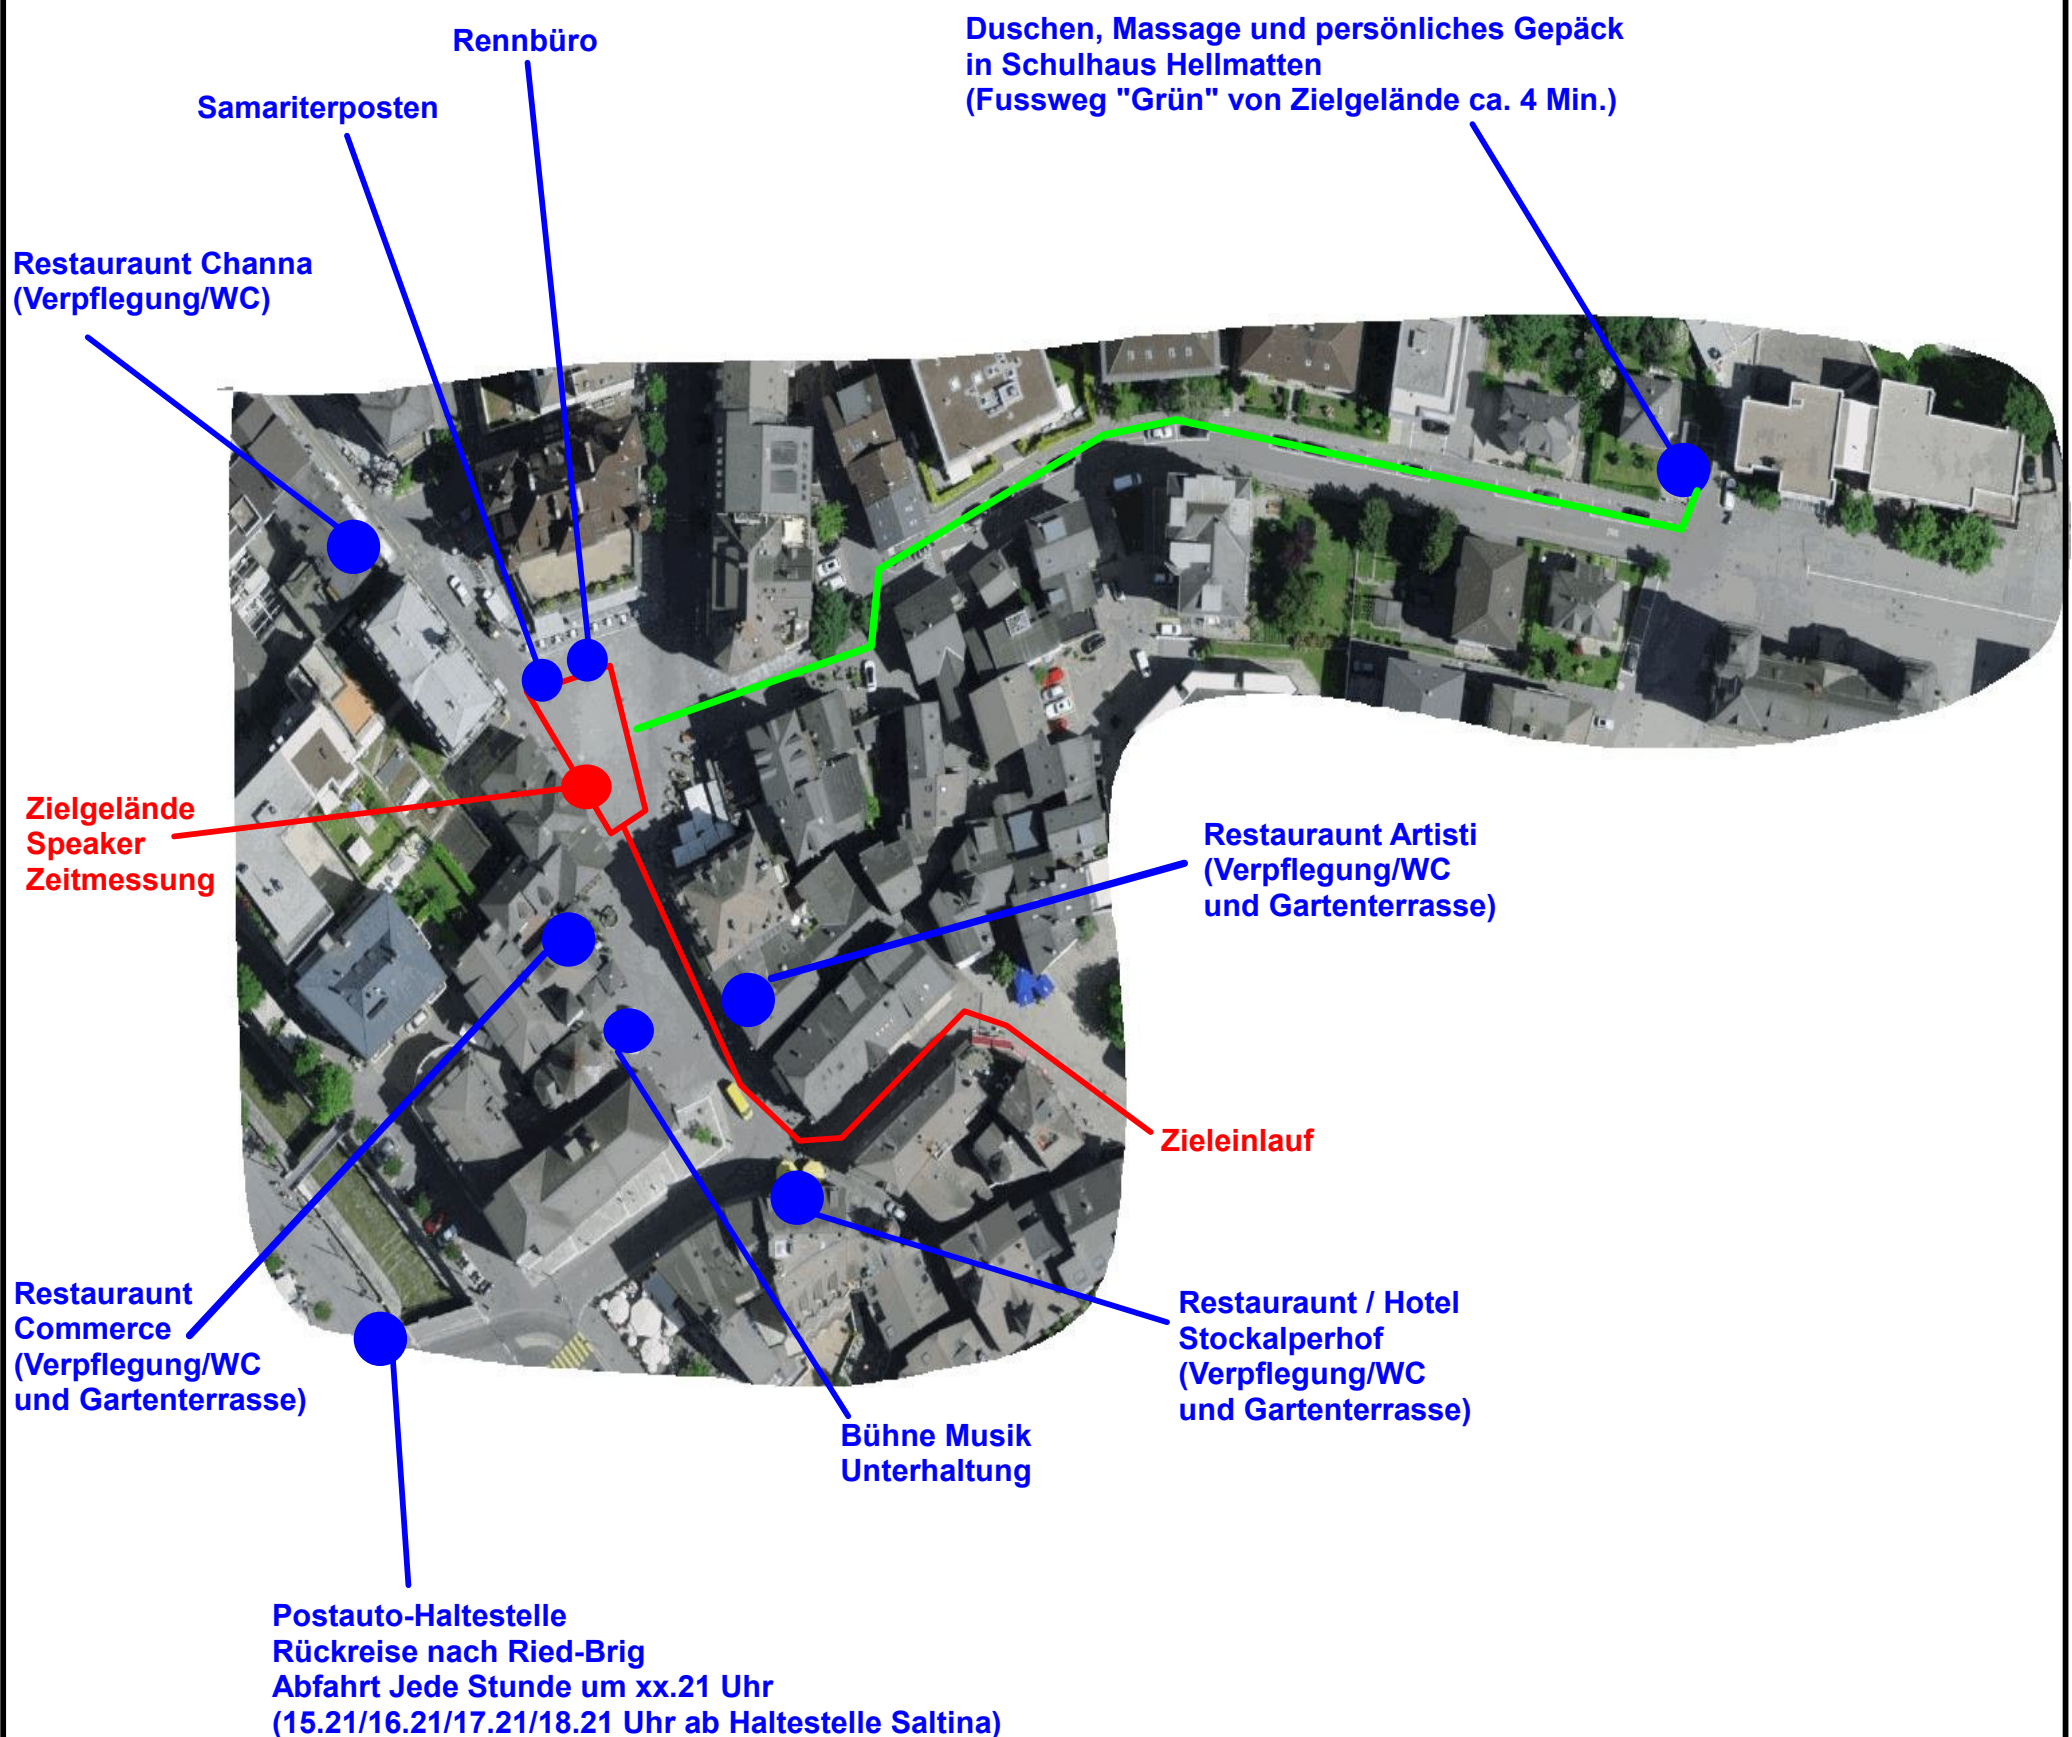 Rennbüro
Duschen, Massage und persönliches Gepäck
in Schulhaus Hellmatten
(Fussweg "Grün" von Zielgelände ca. 4 Min.)
Samariterposten
Restauraunt Channa
(Verpflegung/WC)
Zielgelände
Speaker
Zeitmessung
Restauraunt Artisti
(Verpflegung/WC
und Gartenterrasse)
Zieleinlauf
Restauraunt
Commerce
(Verpflegung/WC
und Gartenterrasse)
Restauraunt / Hotel
Stockalperhof
(Verpflegung/WC
und Gartenterrasse)
Bühne Musik
Unterhaltung
Postauto-Haltestelle
Rückreise nach Ried-Brig
Abfahrt Jede Stunde um xx.21 Uhr
(15.21/16.21/17.21/18.21 Uhr ab Haltestelle Saltina)